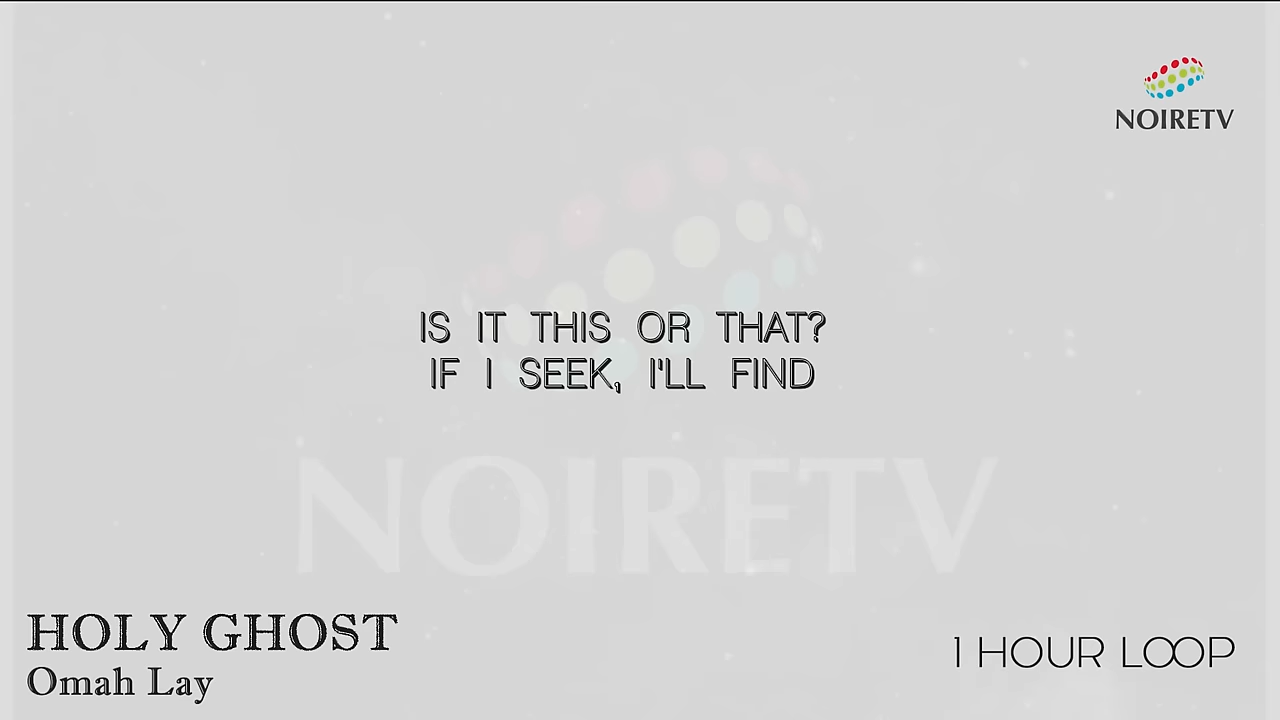 NOIRETV
IS IT THIS OR THAT?
IF I SEEK, I'LL FIND
NOIRETV
HOLY GHOST
Omah Lay
1 HOUR LOOP